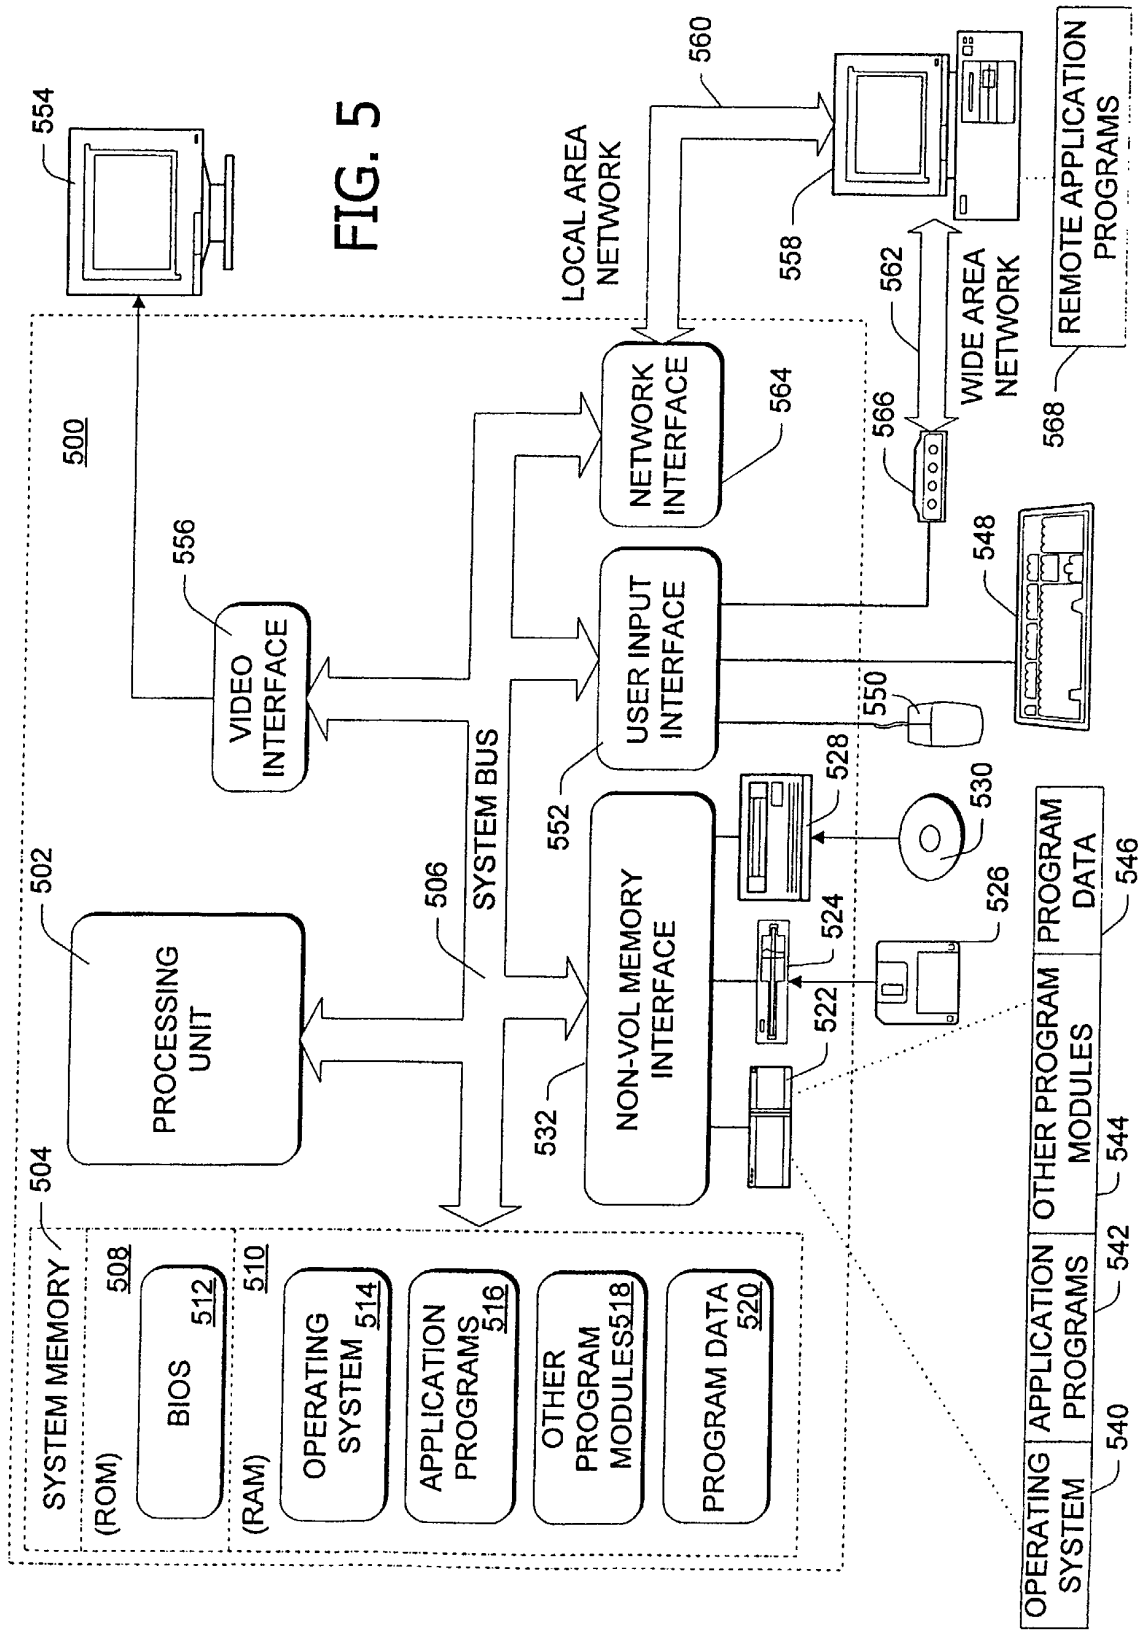 500
SYSTEM MEMORY
504
(ROM)
508
BIOS
512
(RAM)
510
OPERATING
SYSTEM
514
APPLICATION
PROGRAMS
516
OTHER
PROGRAM
MODULES
518
PROGRAM DATA
520
502
PROCESSING
UNIT
506
SYSTEM BUS
556
VIDEO
INTERFACE
554
FIG. 5
532
NON-VOL MEMORY
INTERFACE
552
USER INPUT
INTERFACE
NETWORK
INTERFACE
564
LOCAL AREA
NETWORK
560
558
522
524
528
526
530
550
548
566
562
WIDE AREA
NETWORK
568
REMOTE APPLICATION
PROGRAMS
OPERATING
SYSTEM
540
APPLICATION
PROGRAMS
542
OTHER PROGRAM
MODULES
544
PROGRAM
DATA
546